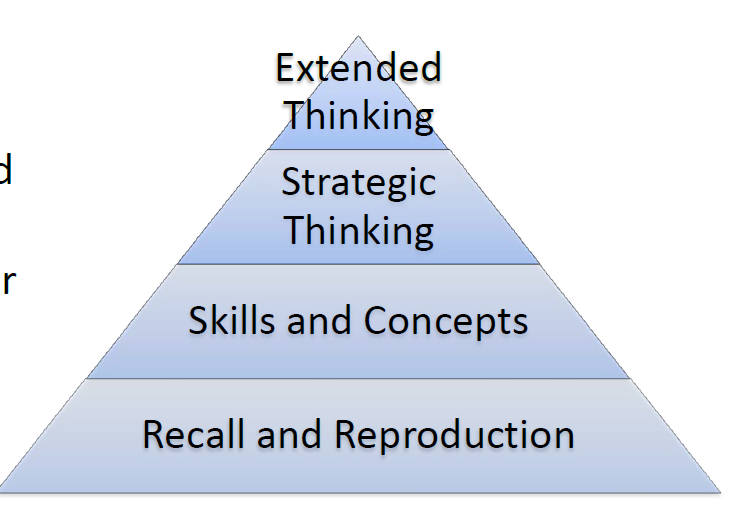 Extended
Thinking
d
Strategic
Thinking
r
Skills and Concepts
Recall and Reproduction